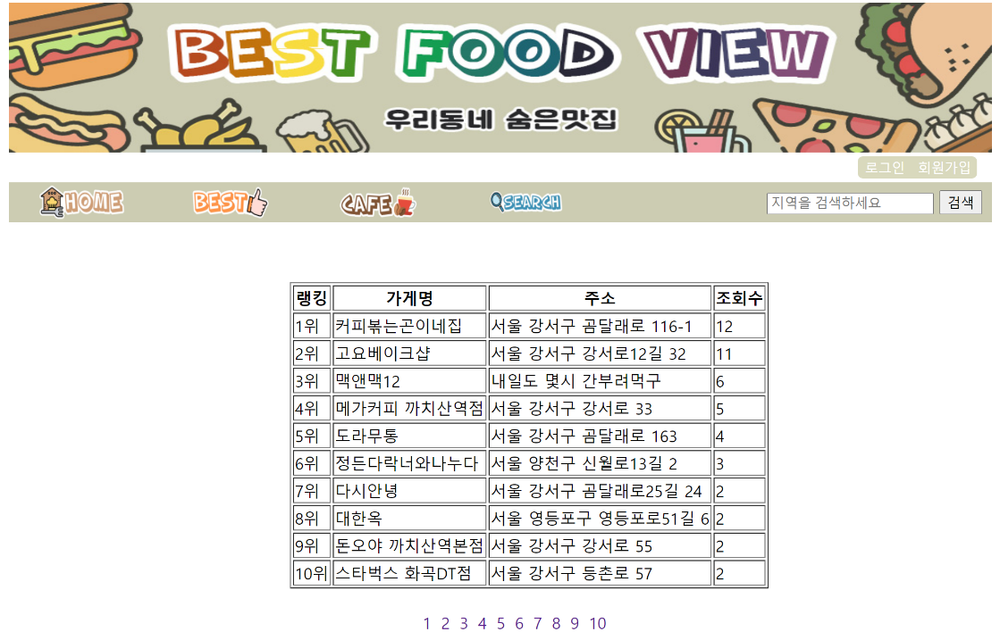 BEST FOOD VIEW
우리동네 숨은맛집
로그인 회원가입
HOME BEST CAFE SEARCH 지역을 검색하세요 검색
랭킹 가게명 주소 조회수
1위 커피볶는곤이네집 서울 강서구 곰달래로 116-1 12
2위 고요베이크샵 서울 강서구 강서로12길 32 11
3위 맥앤맥12 내일도 몇시 간부려먹구 6
4위 메가커피 까치산역점 서울 강서구 강서로 33 5
5위 도라무통 서울 강서구 곰달래로 163 4
6위 정든다락너와나누다 서울 양천구 신월로13길 2 3
7위 다시안녕 서울 강서구 곰달래로25길 24 2
8위 대한옥 서울 영등포구 영등포로51길 6 2
9위 돈오야 까치산역본점 서울 강서구 강서로 55 2
10위 스타벅스 화곡DT점 서울 강서구 등촌로 57 2
1 2 3 4 5 6 7 8 9 10